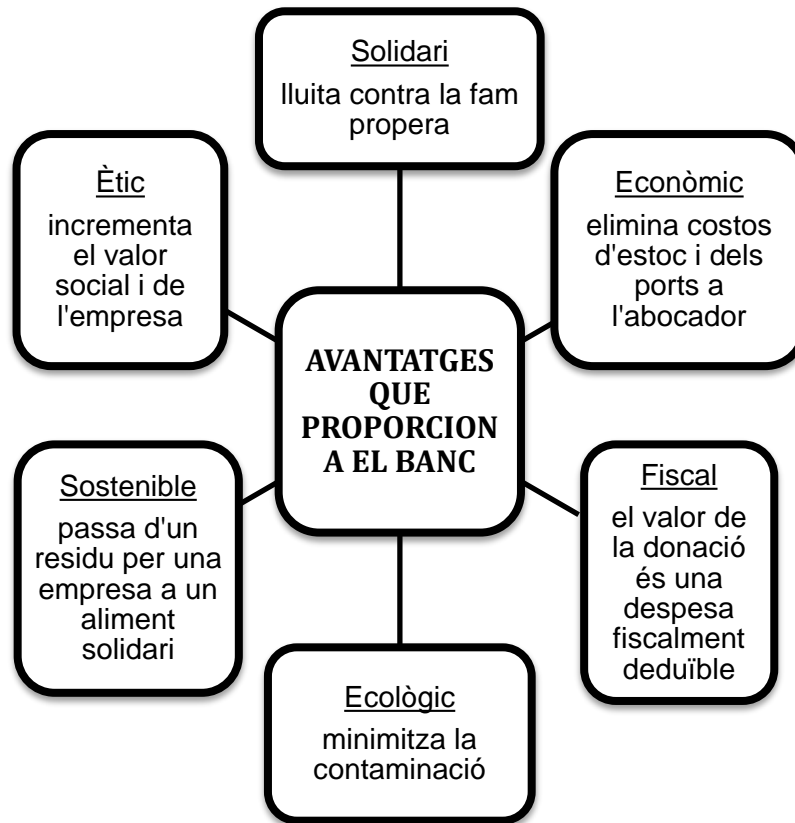 Solidari
lluita contra la fam
propera
Ètic
incrementa
el valor
social i de
l'empresa
Econòmic
elimina costos
d'estoc i dels
ports a
l'abocador
AVANTATGES
QUE
PROPORCION
A EL BANC
Sostenible
passa d'un
residu per una
empresa a un
aliment
solidari
Fiscal
el valor de
la donació
és una
despesa
fiscalment
deduïble
Ecològic
minimitza la
contaminació